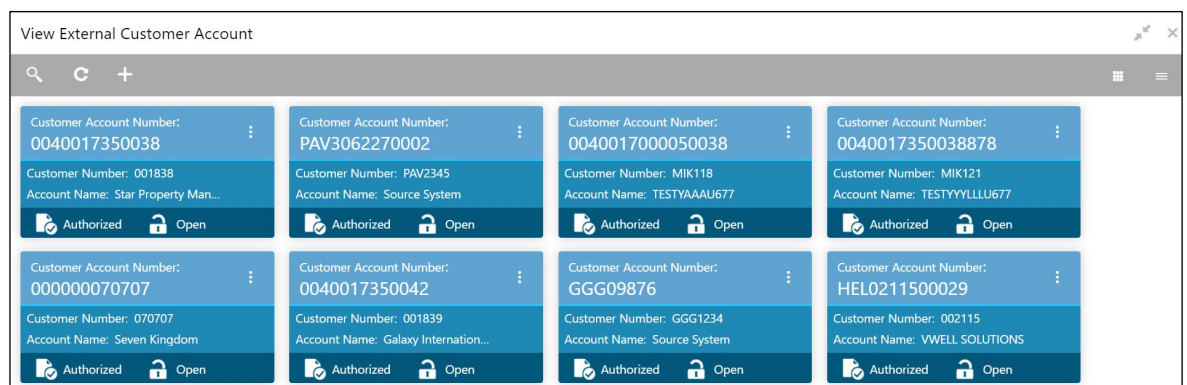 View External Customer Account
Customer Account Number:
0040017350038
Customer Number: 001838
Account Name: Star Property Man...
Authorized Open
Customer Account Number:
PAV3062270002
Customer Number: PAV2345
Account Name: Source System
Authorized Open
Customer Account Number:
0040017000050038
Customer Number: MIK118
Account Name: TESTYAAAU677
Authorized Open
Customer Account Number:
0040017350038878
Customer Number: MIK121
Account Name: TESTYYYLLLU677
Authorized Open
Customer Account Number:
000000070707
Customer Number: 070707
Account Name: Seven Kingdom
Authorized Open
Customer Account Number:
0040017350042
Customer Number: 001839
Account Name: Galaxy Internation...
Authorized Open
Customer Account Number:
GGG09876
Customer Number: GGG1234
Account Name: Source System
Authorized Open
Customer Account Number:
HEL0211500029
Customer Number: 002115
Account Name: VWELL SOLUTIONS
Authorized Open